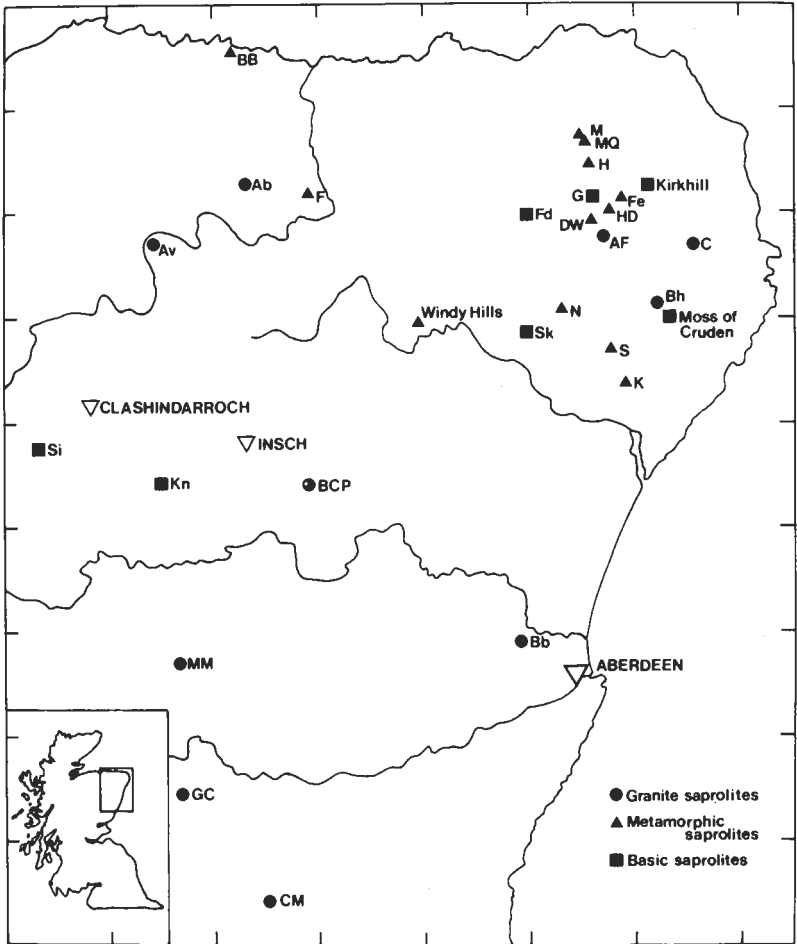 BB
M
MQ
H
Ab
F
G
Kirkhill
Fe
Fd
HD
DW
AF
C
Av
Bh
Windy Hills
N
Moss of
Cruden
Sk
S
K
CLASHINDARROCH
INSCH
Si
Kn
BCP
Bb
MM
ABERDEEN
GC
Granite saprolites
Metamorphic
saprolites
Basic saprolites
CM